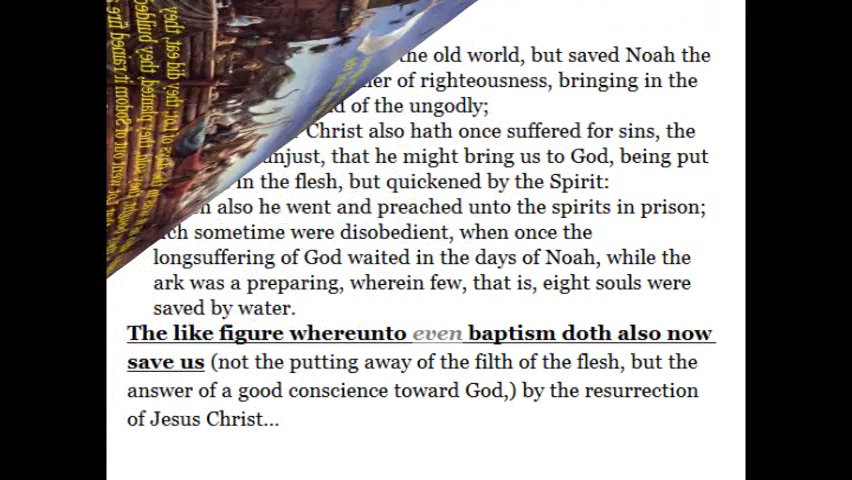 the old world, but saved Noah the
of righteousness, bringing in the
of the ungodly;
Christ also hath once suffered for sins, the
that he might bring us to God, being put
in the flesh, but quickened by the Spirit:
also he went and preached unto the spirits in prison;
sometime were disobedient, when once the
longsuffering of God waited in the days of Noah, while the
ark was a preparing, wherein few, that is, eight souls were
saved by water.
The like figure whereunto even baptism doth also now
save us (not the putting away of the filth of the flesh, but the
answer of a good conscience toward God,) by the resurrection
of Jesus Christ...